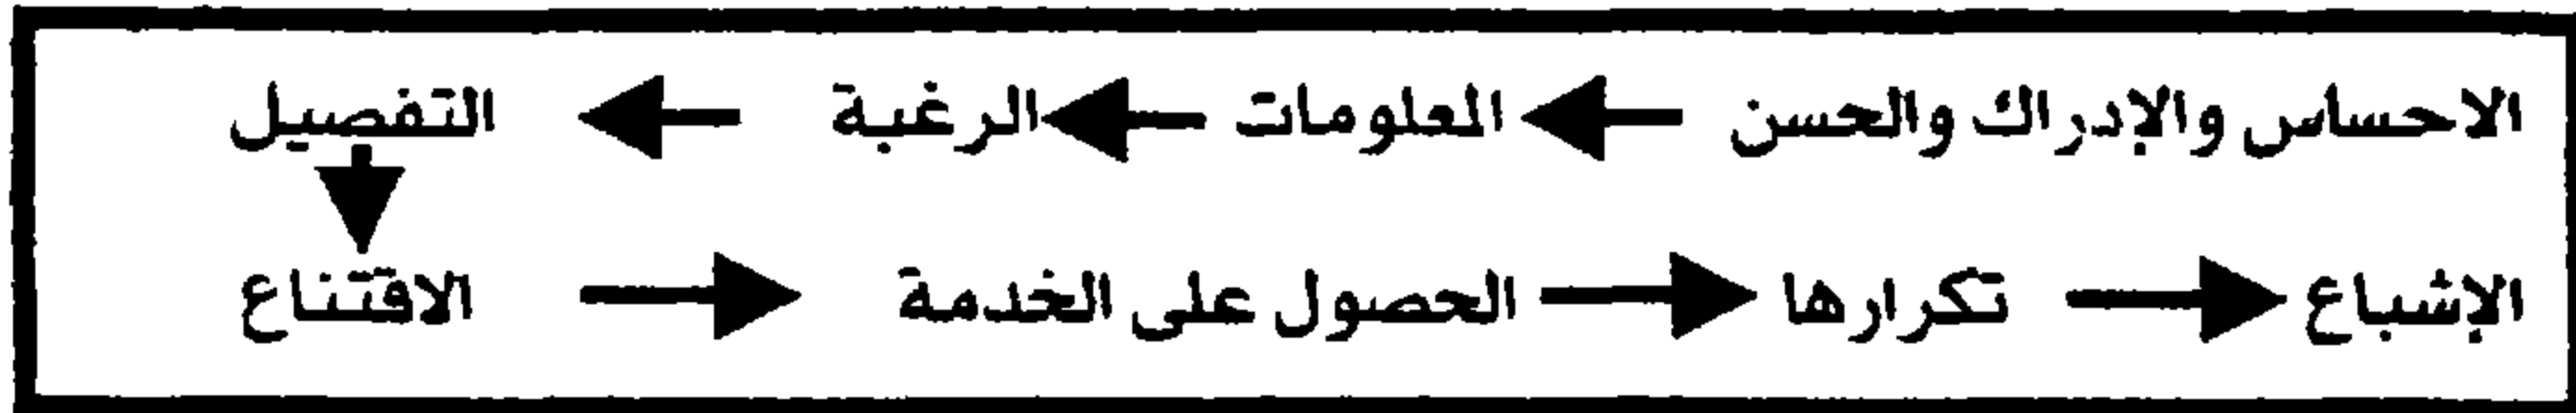 الاحساس والإدراك والحسن ← المعلومات ← الرغبة ← التفصيل
الاقتناع → الحصول على الخدمة → تكرارها → الإشباع